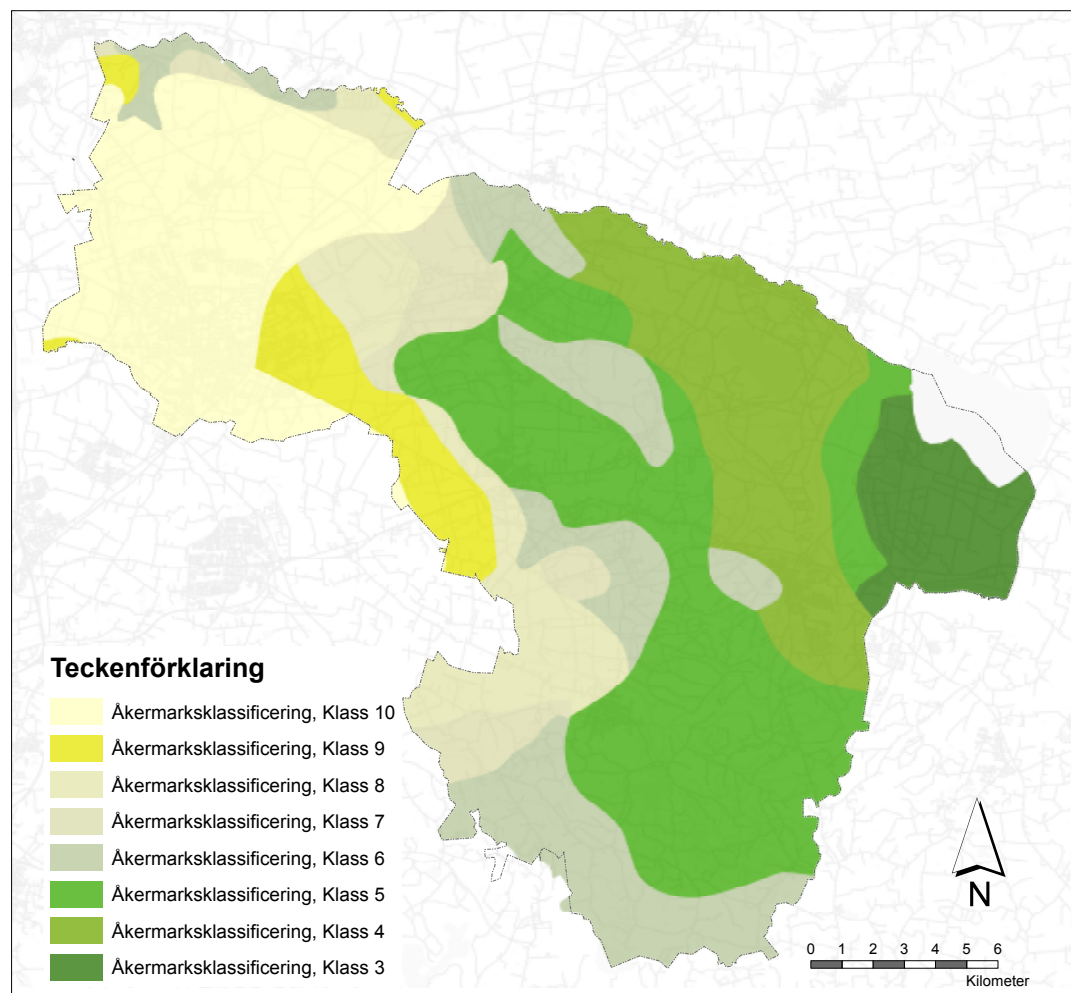 Teckenförklaring
Åkermarksklassificering, Klass 10
Åkermarksklassificering, Klass 9
Åkermarksklassificering, Klass 8
Åkermarksklassificering, Klass 7
Åkermarksklassificering, Klass 6
Åkermarksklassificering, Klass 5
Åkermarksklassificering, Klass 4
Åkermarksklassificering, Klass 3
N
0 1 2 3 4 5 6
Kilometer